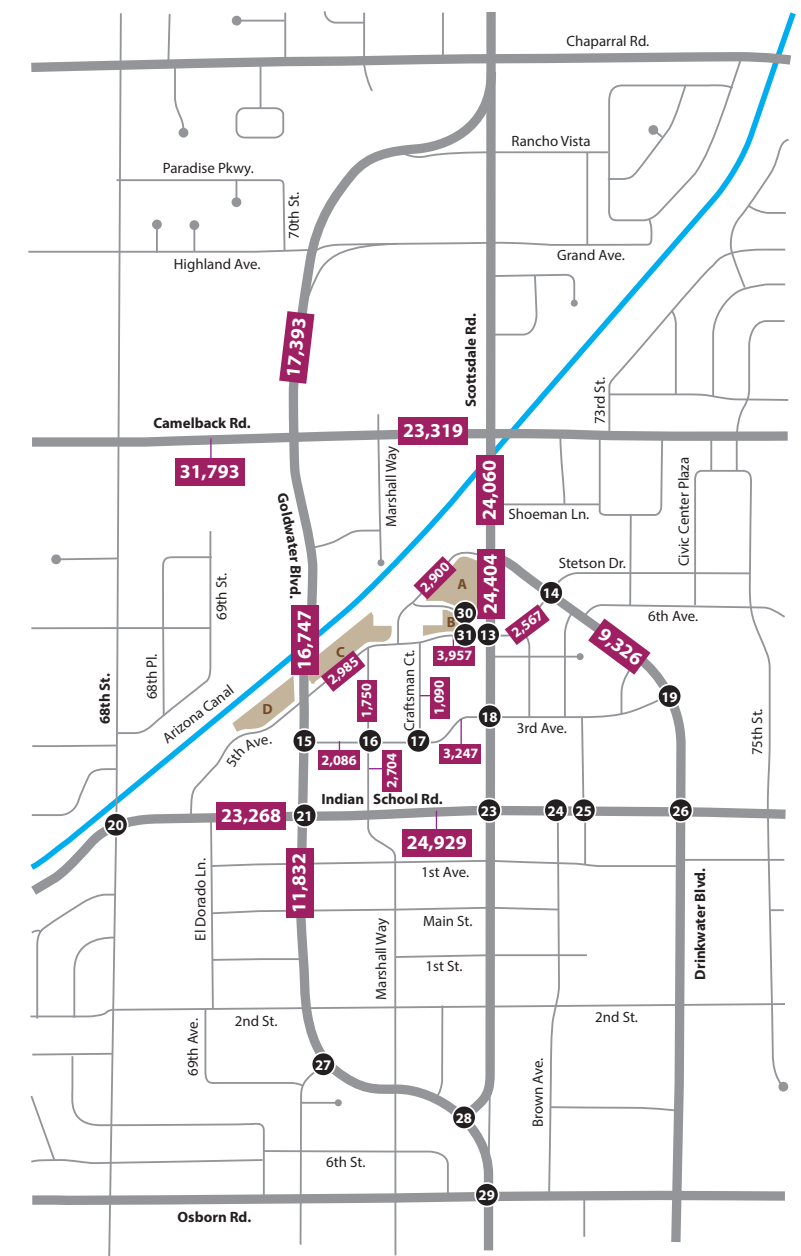 Chaparral Rd.
Rancho Vista
Paradise Pkwy.
70th St.
Grand Ave.
Highland Ave.
17,393
Scottsdale Rd.
73rd St.
Camelback Rd.
23,319
31,793
Marshall Way
24,060
Civic Center Plaza
Goldwater Blvd.
Shoeman Ln.
24,404
Stetson Dr.
2,900
A
14
69th St.
30
B
6th Ave.
16,747
31
13
2,567
9,326
C
3,957
2,985
68th Pl.
68th St.
Craftsman Ct.
1,750
1,090
19
Arizona Canal
D
18
3rd Ave.
75th St.
5th Ave.
15
16
17
2,086
3,247
2,704
Indian School Rd.
20
23,268
21
23
24
25
26
24,929
11,832
1st Ave.
El Dorado Ln.
Main St.
Drinkwater Blvd.
Marshall Way
1st St.
2nd St.
2nd St.
69th Ave.
27
Brown Ave.
28
6th St.
29
Osborn Rd.